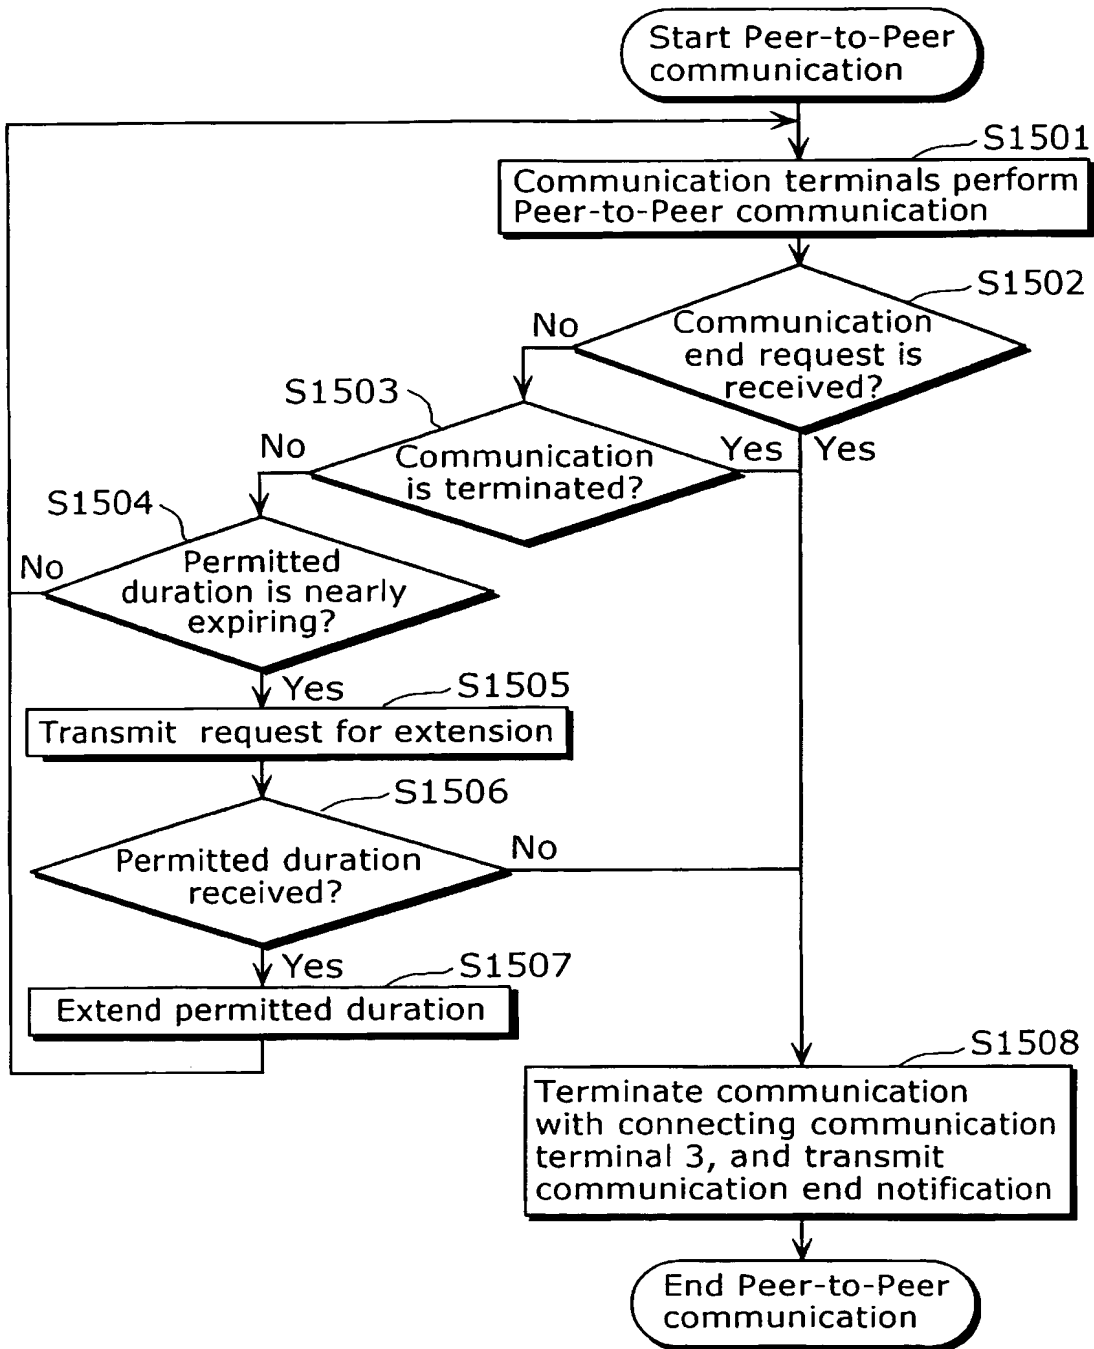 Start Peer-to-Peer
communication
S1501
Communication terminals perform
Peer-to-Peer communication
S1502
No
Communication
end request is
received?
S1503
No
Yes
Yes
Communication
is terminated?
S1504
No
Permitted
duration is nearly
expiring?
Yes
S1505
Transmit request for extension
S1506
Permitted duration
received?
No
Yes
S1507
Extend permitted duration
S1508
Terminate communication
with connecting communication
terminal 3, and transmit
communication end notification
End Peer-to-Peer
communication